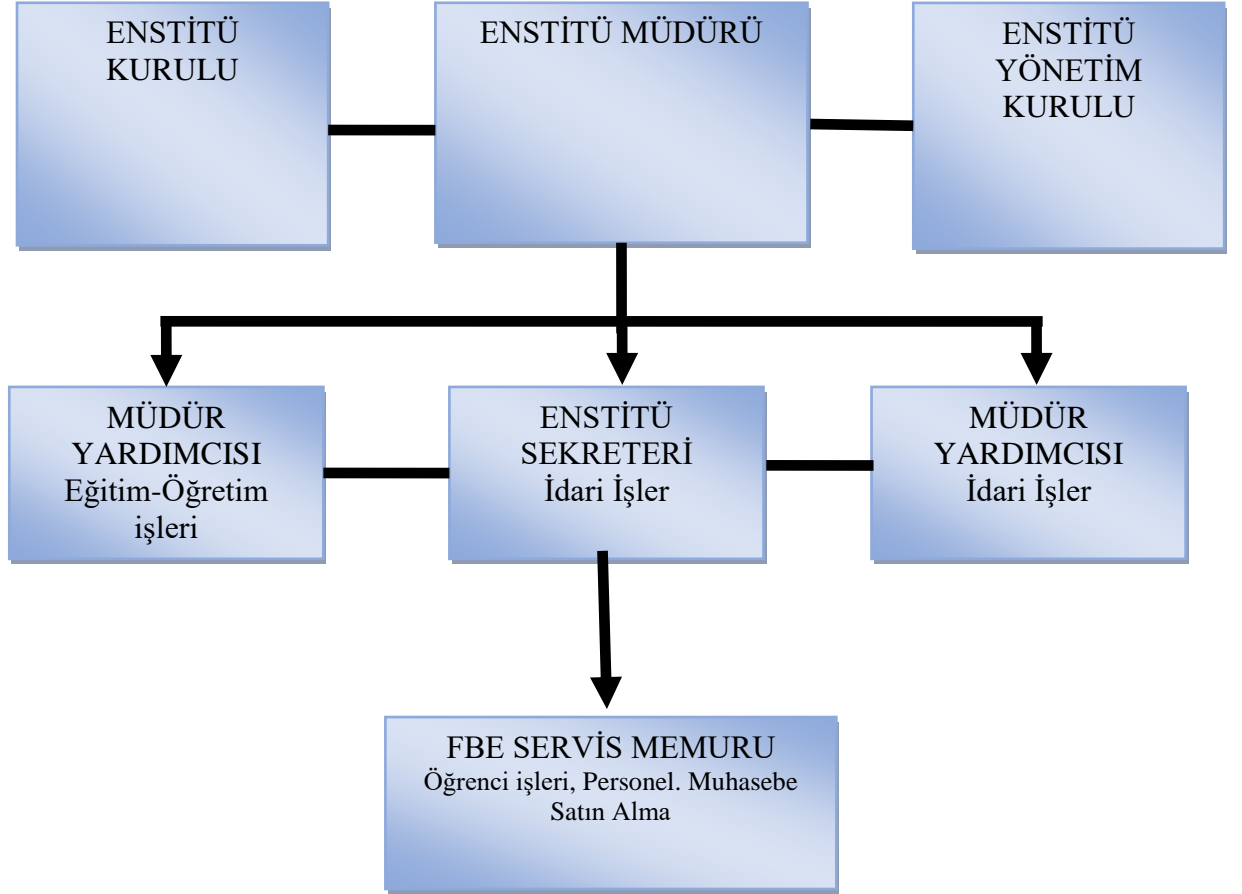 ENSTİTÜ
KURULU
ENSTİTÜ MÜDÜRÜ
ENSTİTÜ
YÖNETİM
KURULU
MÜDÜR
YARDIMCISI
Eğitim-Öğretim
işleri
ENSTİTÜ
SEKRETERİ
İdari İşler
MÜDÜR
YARDIMCISI
İdari İşler
FBE SERVİS MEMURU
Öğrenci işleri, Personel. Muhasebe
Satın Alma